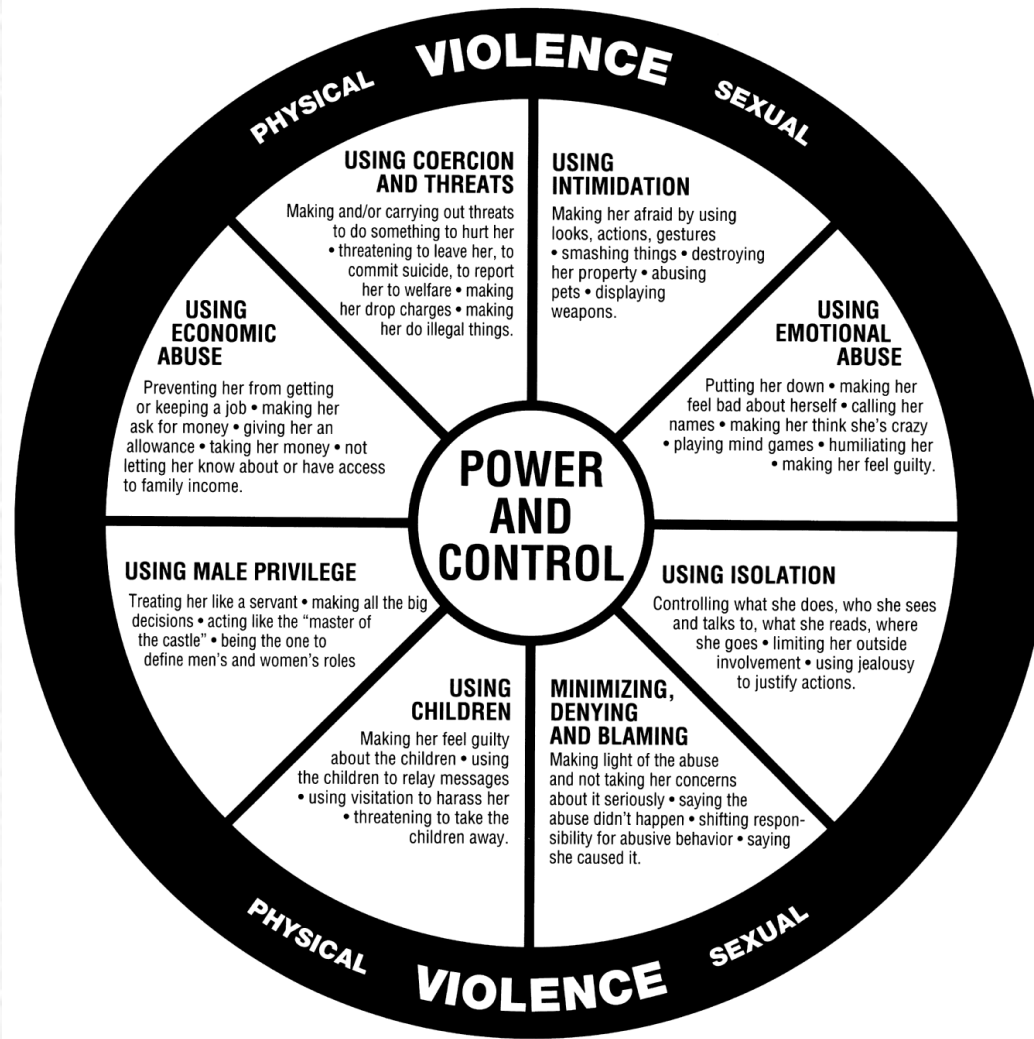 PHYSICAL VIOLENCE SEXUAL
USING COERCION
AND THREATS
Making and/or carrying out threats
to do something to hurt her
• threatening to leave her, to
commit suicide, to report
her to welfare • making
her drop charges • making
her do illegal things.
USING
INTIMIDATION
Making her afraid by using
looks, actions, gestures
• smashing things • destroying
her property • abusing
pets • displaying
weapons.
USING
ECONOMIC
ABUSE
Preventing her from getting
or keeping a job • making her
ask for money • giving her an
allowance • taking her money • not
letting her know about or have access
to family income.
USING
EMOTIONAL
ABUSE
Putting her down • making her
feel bad about herself • calling her
names • making her think she's crazy
• playing mind games • humiliating her
• making her feel guilty.
POWER
AND
CONTROL
USING MALE PRIVILEGE
Treating her like a servant • making all the big
decisions • acting like the “master of
the castle” • being the one to
define men's and women's roles
USING ISOLATION
Controlling what she does, who she sees
and talks to, what she reads, where
she goes • limiting her outside
involvement • using jealousy
to justify actions.
USING
CHILDREN
Making her feel guilty
about the children • using
the children to relay messages
• using visitation to harass her
• threatening to take the
children away.
MINIMIZING,
DENYING
AND BLAMING
Making light of the abuse
and not taking her concerns
about it seriously • saying the
abuse didn't happen • shifting respon-
sibility for abusive behavior • saying
she caused it.
PHYSICAL VIOLENCE SEXUAL